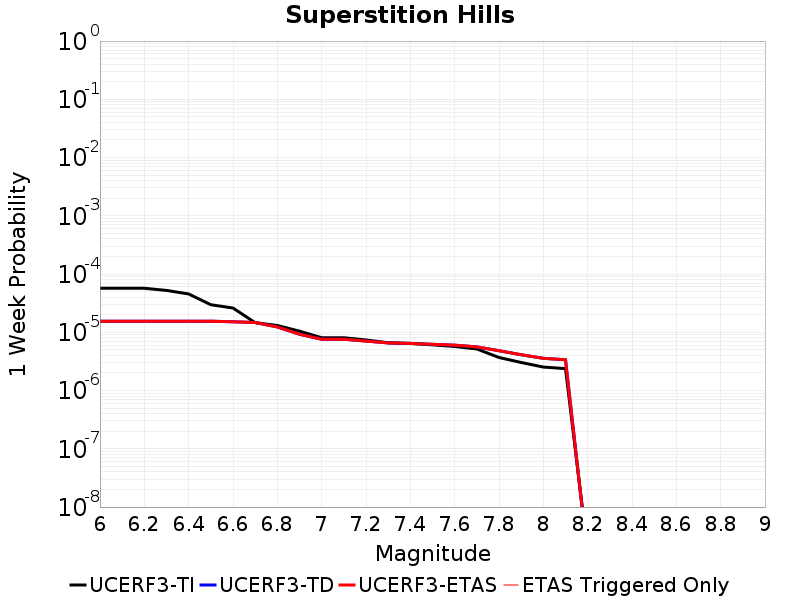 Superstition Hills
1 Week Probability
10^0
10^-1
10^-2
10^-3
10^-4
10^-5
10^-6
10^-7
10^-8
6 6.2 6.4 6.6 6.8 7 7.2 7.4 7.6 7.8 8 8.2 8.4 8.6 8.8 9
Magnitude
UCERF3-TI UCERF3-TD UCERF3-ETAS ETAS Triggered Only